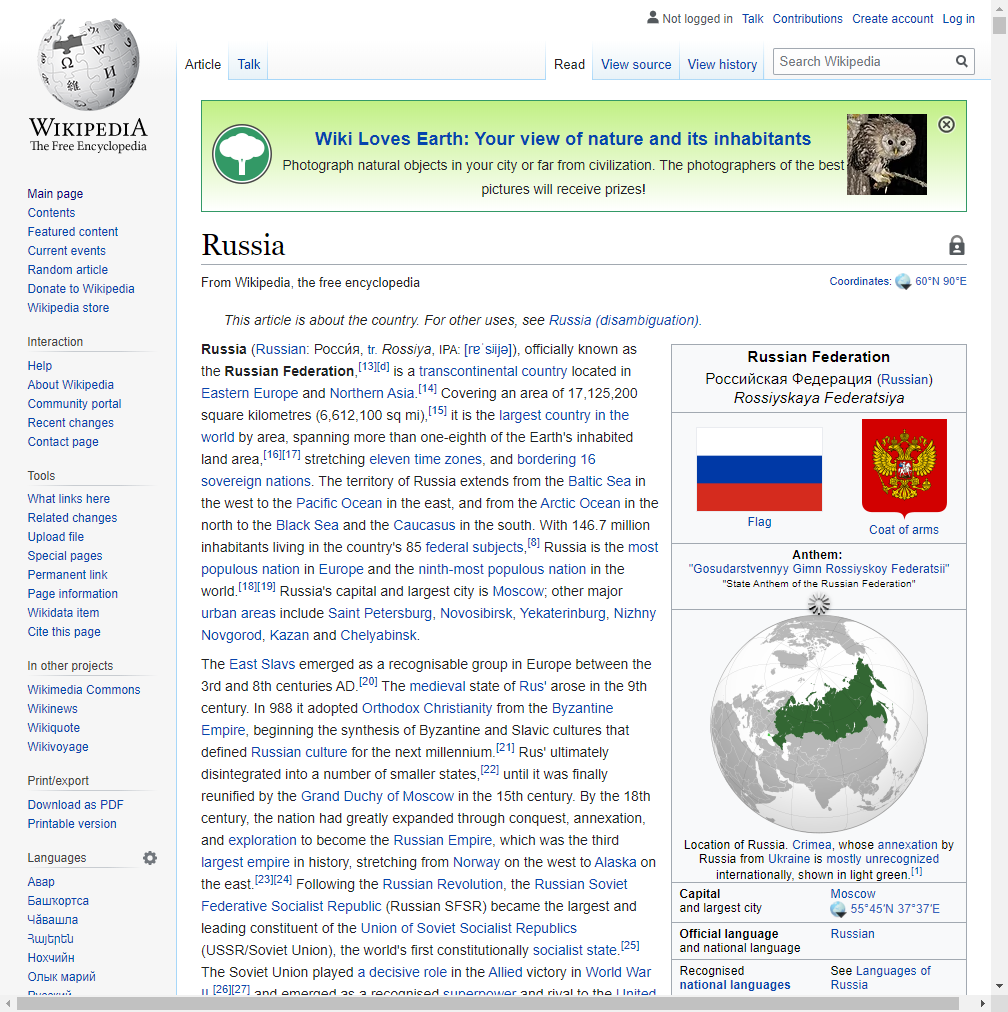 Not logged in Talk Contributions Create account Log in
Article Talk Read View source View history Search Wikipedia
WIKIPEDIA
The Free Encyclopedia
Main page
Contents
Featured content
Current events
Random article
Donate to Wikipedia
Wikipedia store
Interaction
Help
About Wikipedia
Community portal
Recent changes
Contact page
Tools
What links here
Related changes
Upload file
Special pages
Permanent link
Page information
Wikidata item
Cite this page
In other projects
Wikimedia Commons
Wikinews
Wikiquote
Wikivoyage
Print/export
Download as PDF
Printable version
Languages
Авар
Башҡортса
Чӑвашла
Հայերեն
Нохчийн
Олык марий
Русский
Wiki Loves Earth: Your view of nature and its inhabitants
Photograph natural objects in your city or far from civilization. The photographers of the best
pictures will receive prizes!
Russia
From Wikipedia, the free encyclopedia
Coordinates: 60°N 90°E
This article is about the country. For other uses, see Russia (disambiguation).
Russia (Russian: Росси́я, tr. Rossiya, IPA: [rɐˈsʲijə]), officially known as
the Russian Federation,[13][d] is a transcontinental country located in
Eastern Europe and Northern Asia.[14] Covering an area of 17,125,200
square kilometres (6,612,100 sq mi),[15] it is the largest country in the
world by area, spanning more than one-eighth of the Earth's inhabited
land area,[16][17] stretching eleven time zones, and bordering 16
sovereign nations. The territory of Russia extends from the Baltic Sea in
the west to the Pacific Ocean in the east, and from the Arctic Ocean in the
north to the Black Sea and the Caucasus in the south. With 146.7 million
inhabitants living in the country's 85 federal subjects,[8] Russia is the most
populous nation in Europe and the ninth-most populous nation in the
world.[18][19] Russia's capital and largest city is Moscow; other major
urban areas include Saint Petersburg, Novosibirsk, Yekaterinburg, Nizhny
Novgorod, Kazan and Chelyabinsk.
The East Slavs emerged as a recognisable group in Europe between the
3rd and 8th centuries AD.[20] The medieval state of Rus' arose in the 9th
century. In 988 it adopted Orthodox Christianity from the Byzantine
Empire, beginning the synthesis of Byzantine and Slavic cultures that
defined Russian culture for the next millennium.[21] Rus' ultimately
disintegrated into a number of smaller states,[22] until it was finally
reunified by the Grand Duchy of Moscow in the 15th century. By the 18th
century, the nation had greatly expanded through conquest, annexation,
and exploration to become the Russian Empire, which was the third
largest empire in history, stretching from Norway on the west to Alaska on
the east.[23][24] Following the Russian Revolution, the Russian Soviet
Federative Socialist Republic (Russian SFSR) became the largest and
leading constituent of the Union of Soviet Socialist Republics
(USSR/Soviet Union), the world's first constitutionally socialist state.[25]
The Soviet Union played a decisive role in the Allied victory in World War
II,[26][27] and emerged as a recognised superpower and rival to the United
Russian Federation
Российская Федерация (Russian)
Rossiyskaya Federatsiya
Flag
Coat of arms
Anthem:
"Gosudarstvennyy Gimn Rossiyskoy Federatsii"
"State Anthem of the Russian Federation"
Location of Russia. Crimea, whose annexation by
Russia from Ukraine is mostly unrecognized
internationally, shown in light green.[1]
Capital
and largest city
Moscow
55°45′N 37°37′E
Official language
and national language
Russian
Recognised
national languages
See Languages of
Russia